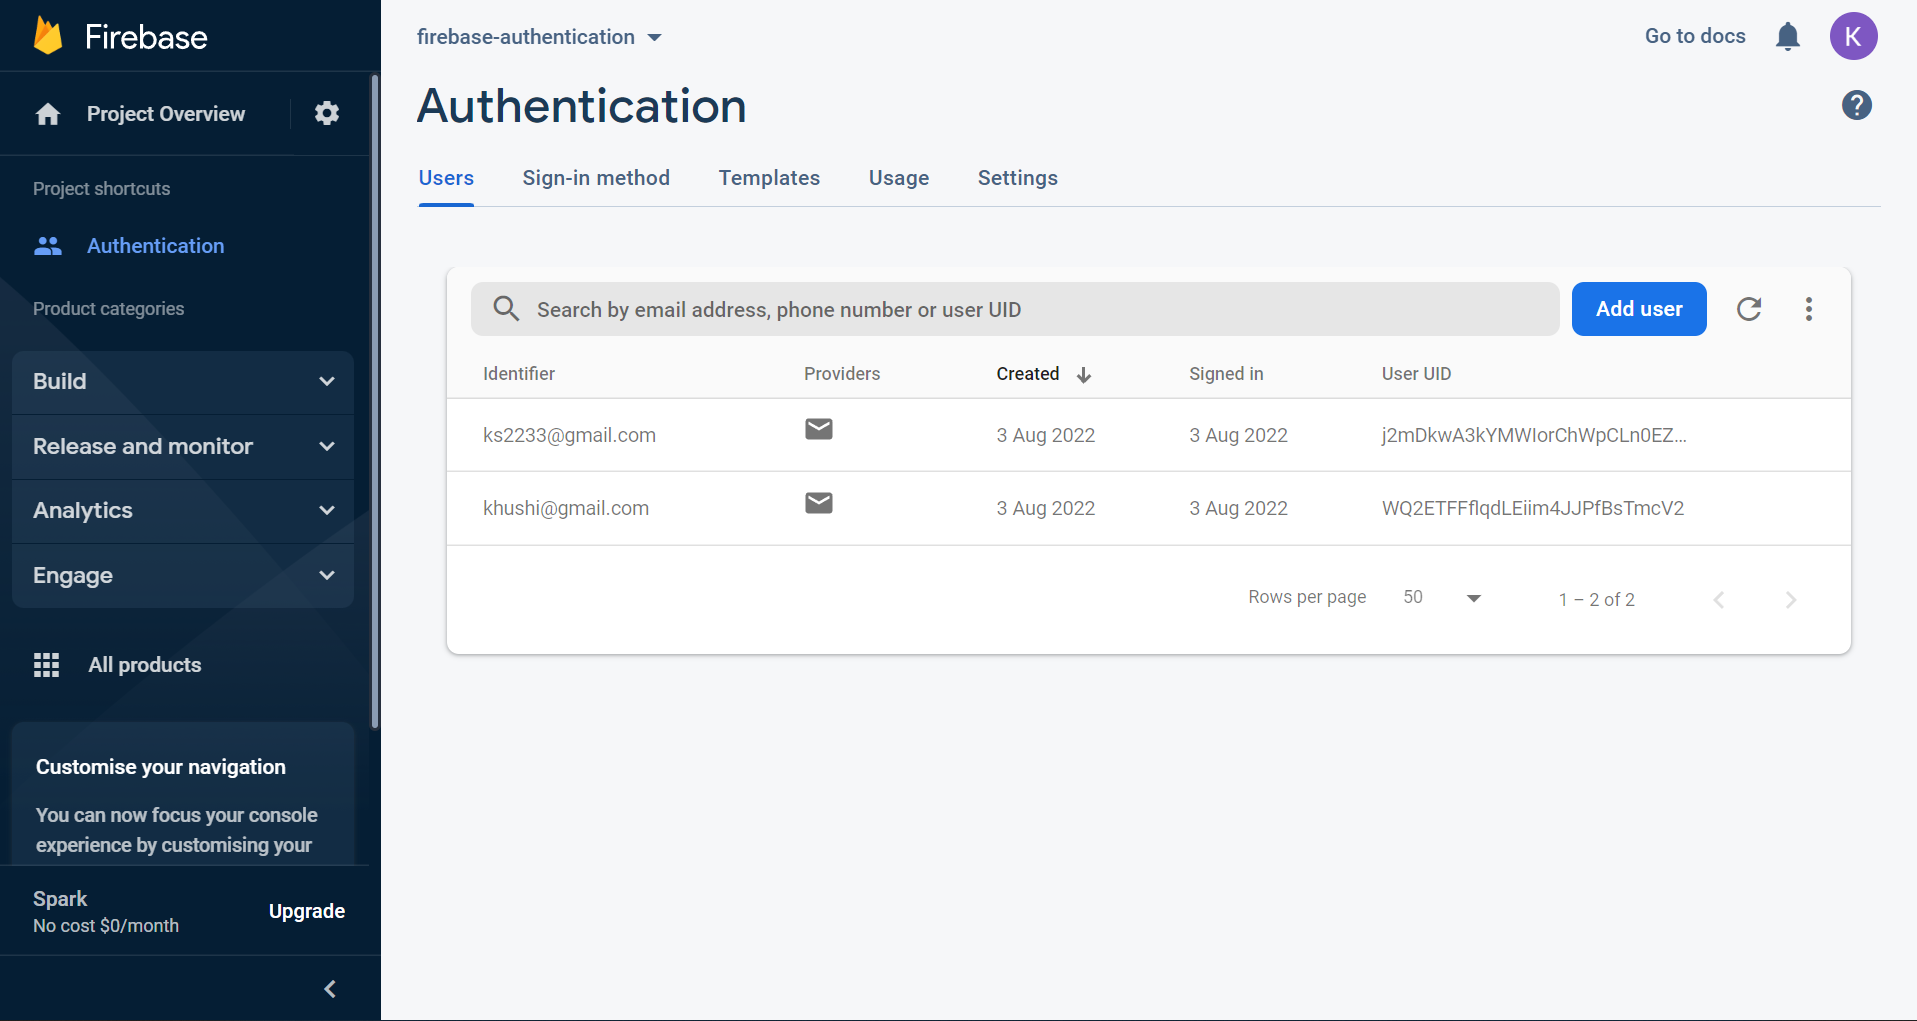 Firebase
Project Overview
Project shortcuts
Authentication
Product categories
Build
Release and monitor
Analytics
Engage
All products
Customise your navigation
You can now focus your console
experience by customising your
Spark
No cost $0/month
Upgrade
firebase-authentication
Go to docs
K
Authentication
Users Sign-in method Templates Usage Settings
Search by email address, phone number or user UID
Add user
Identifier Providers Created Signed in User UID
ks2233@gmail.com 3 Aug 2022 3 Aug 2022 j2mDkwA3kYMWIorChWpCLn0EZ...
khushi@gmail.com 3 Aug 2022 3 Aug 2022 WQ2ETFFflqdLEiim4JJPfBsTmcV2
Rows per page 50 1 – 2 of 2